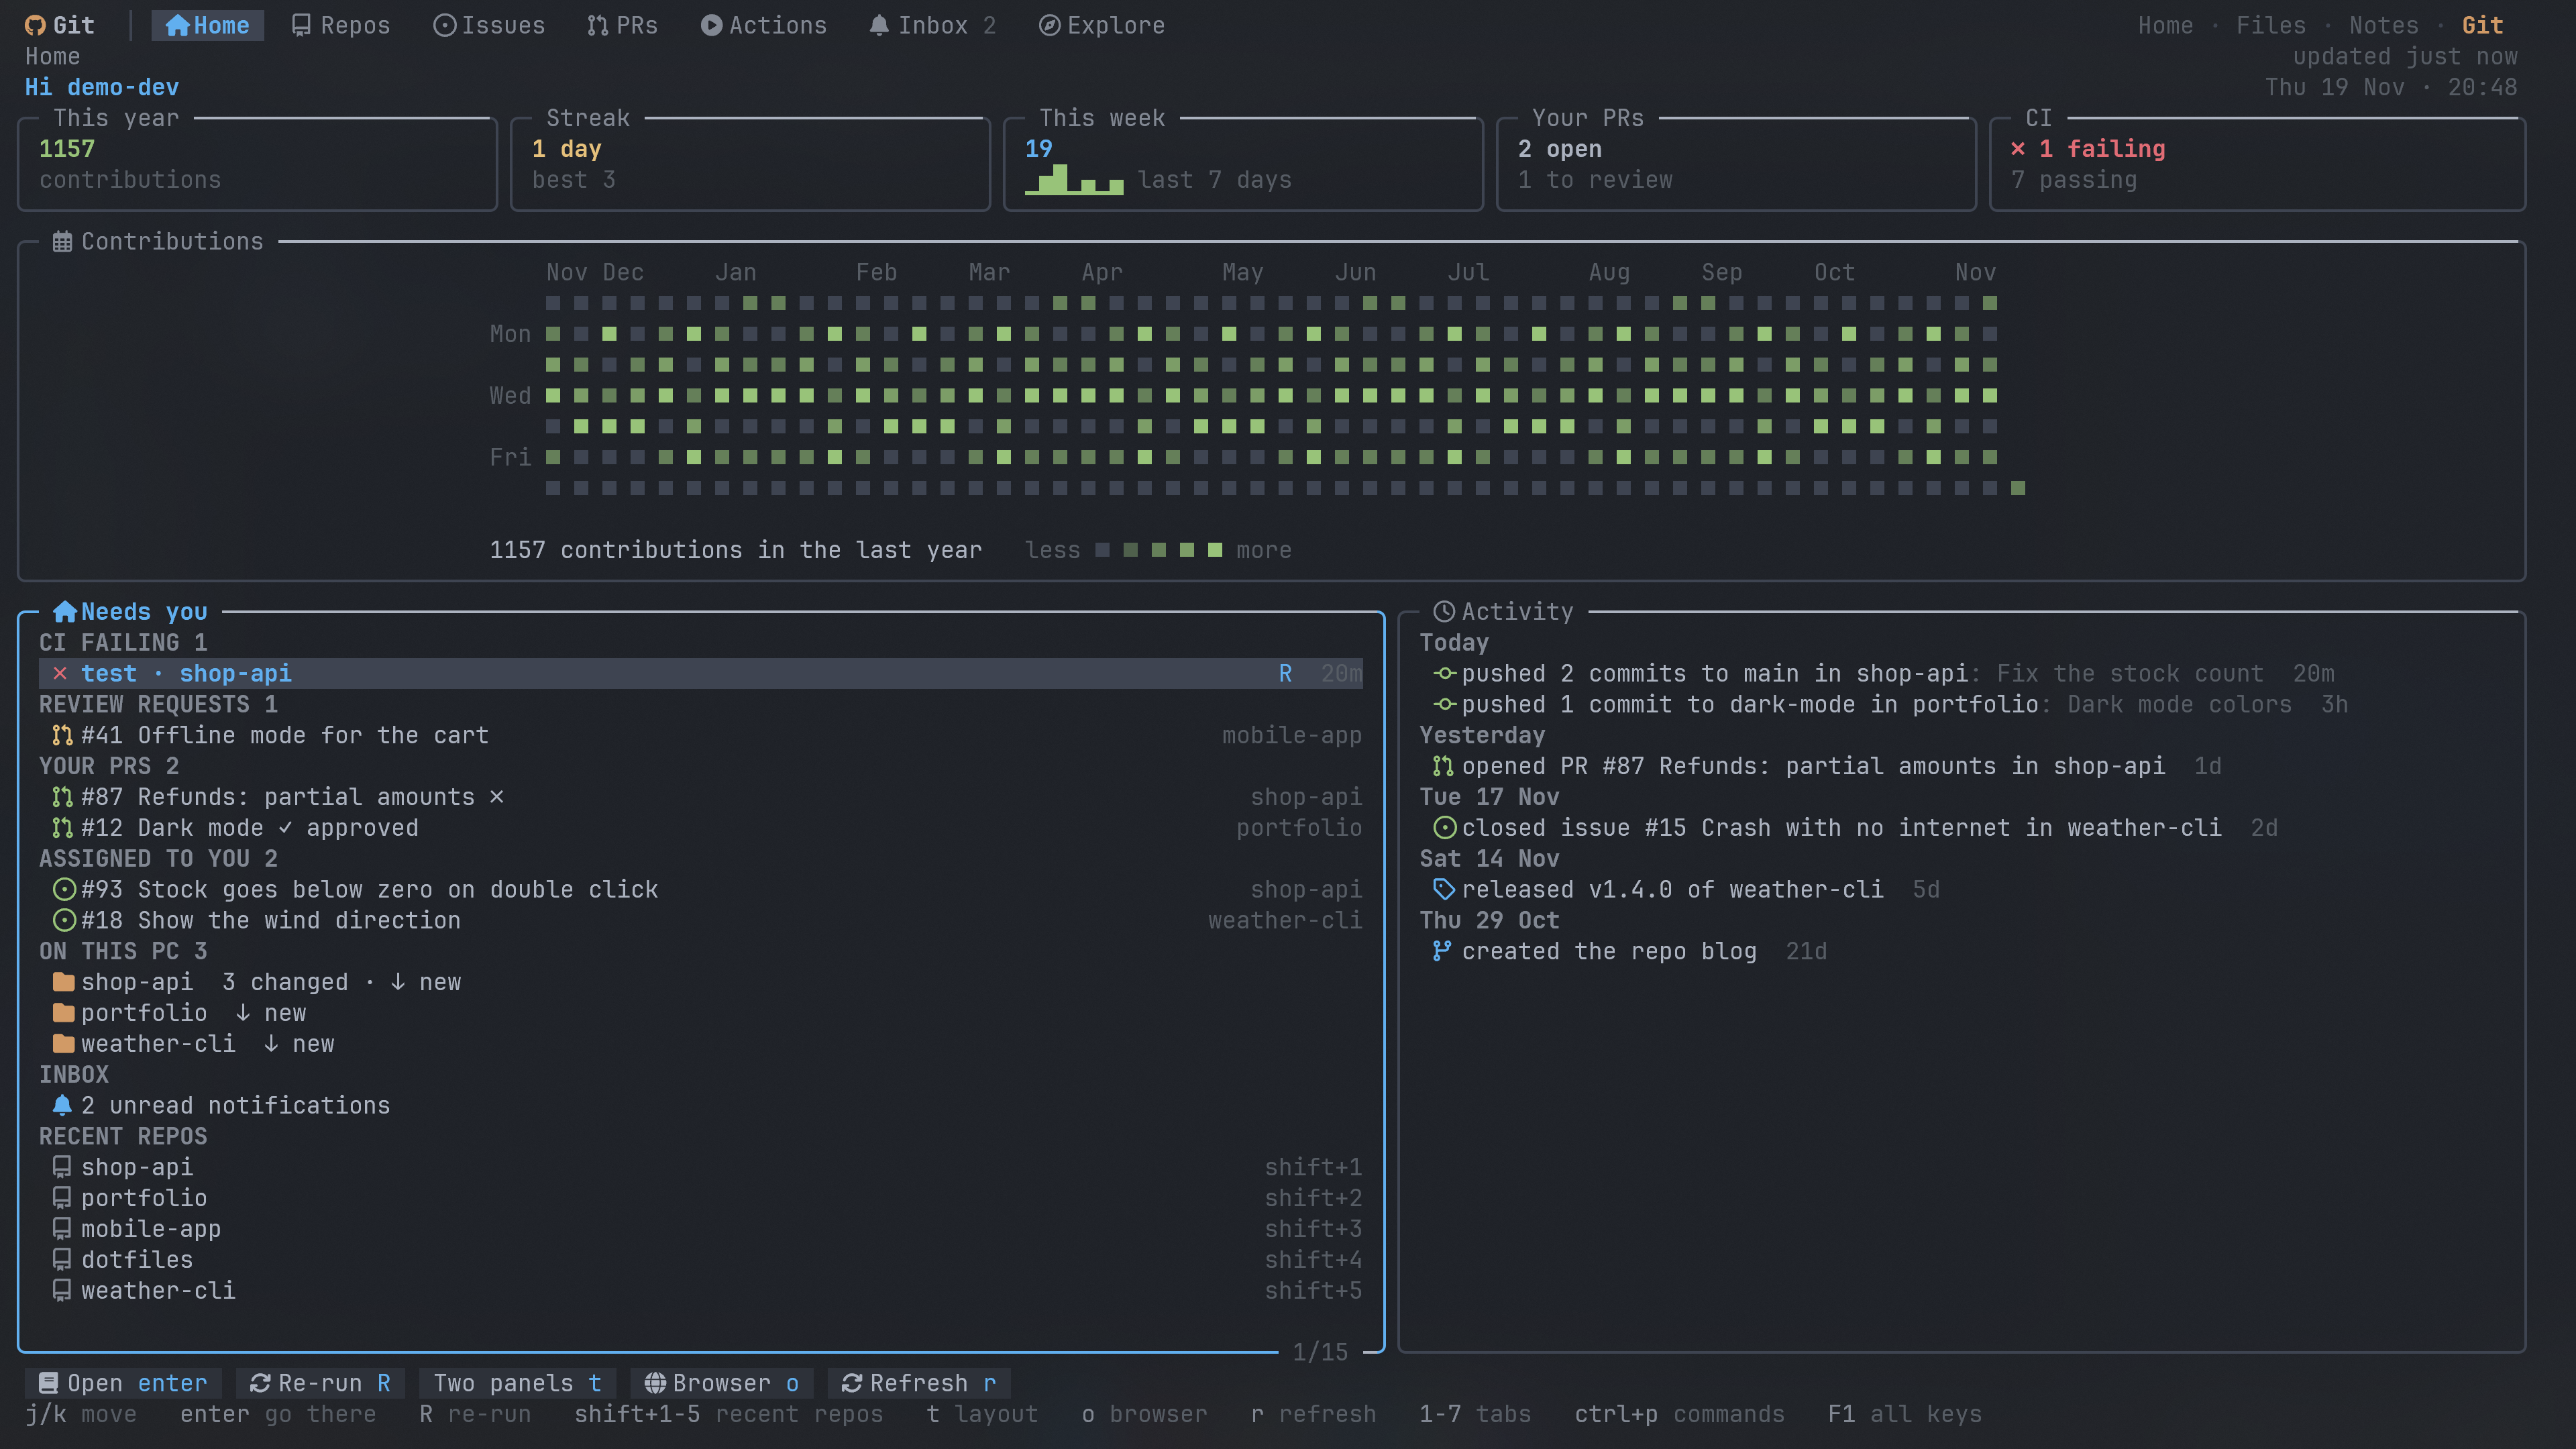 Git │ Home Repos Issues PRs Actions Inbox 2 Explore Home · Files · Notes · Git
Home updated just now
Hi demo-dev Thu 19 Nov · 20:48
This year Streak This week Your PRs CI
1157 1 day 19 2 open × 1 failing
contributions best 3 last 7 days 1 to review 7 passing
Contributions
Nov Dec Jan Feb Mar Apr May Jun Jul Aug Sep Oct Nov
Mon
Wed
Fri
1157 contributions in the last year less more
Needs you
CI FAILING 1
× test · shop-api R 20m
REVIEW REQUESTS 1
#41 Offline mode for the cart mobile-app
YOUR PRS 2
#87 Refunds: partial amounts × shop-api
#12 Dark mode ✓ approved portfolio
ASSIGNED TO YOU 2
#93 Stock goes below zero on double click shop-api
#18 Show the wind direction weather-cli
ON THIS PC 3
shop-api 3 changed · ↓ new
portfolio ↓ new
weather-cli ↓ new
INBOX
2 unread notifications
RECENT REPOS
shop-api shift+1
portfolio shift+2
mobile-app shift+3
dotfiles shift+4
weather-cli shift+5
1/15
Activity
Today
pushed 2 commits to main in shop-api: Fix the stock count 20m
pushed 1 commit to dark-mode in portfolio: Dark mode colors 3h
Yesterday
opened PR #87 Refunds: partial amounts in shop-api 1d
Tue 17 Nov
closed issue #15 Crash with no internet in weather-cli 2d
Sat 14 Nov
released v1.4.0 of weather-cli 5d
Thu 29 Oct
created the repo blog 21d
Open enter Re-run R Two panels t Browser o Refresh r
j/k move enter go there R re-run shift+1-5 recent repos t layout o browser r refresh 1-7 tabs ctrl+p commands F1 all keys